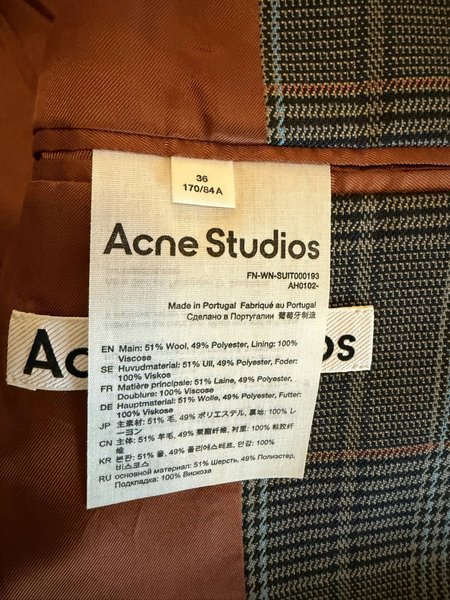 36
170/84A
Acne Studios
FN-WN-SUIT000193
AH0102-
Made in Portugal Fabriqué au Portugal
Сделано в Португалии 葡萄牙制造
EN Main: 51% Wool, 49% Polyester, Lining: 100%
Viscose
SE Huvudmaterial: 51% Ull, 49% Polyester, Foder:
100% Viskos
FR Matière principale: 51% Laine, 49% Polyester,
Doublure: 100% Viscose
DE Hauptmaterial: 51% Wolle, 49% Polyester, Futter:
100% Viskose
JP 主素材: 51% 毛, 49% ポリエステル, 裏地: 100% レ
ーヨン
CN 主体: 51% 羊毛, 49% 聚酯纤维, 衬里: 100% 粘胶纤
维
KR 본판: 51% 울, 49% 폴리에스테르, 안감: 100%
비스코스
RU основной материал: 51% Шерсть, 49% Полиэстер,
Подкладка: 100% Вискоза
Ac os